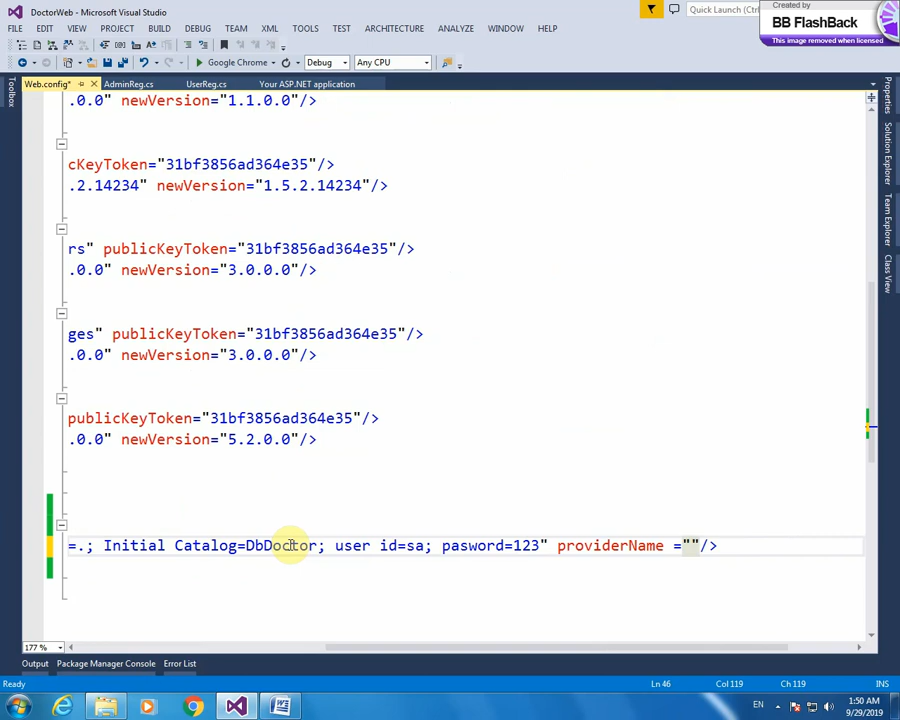 DoctorWeb - Microsoft Visual Studio
Quick Launch (Ctrl
Created by
BB FlashBack
This image removed when licensed
FILE EDIT VIEW PROJECT BUILD DEBUG TEAM XML TOOLS TEST ARCHITECTURE ANALYZE WINDOW HELP
Google Chrome Debug Any CPU
Toolbox
Web.config* AdminReg.cs UserReg.cs Your ASP.NET application
.0.0" newVersion="1.1.0.0"/>
cKeyToken="31bf3856ad364e35"/>
.2.14234" newVersion="1.5.2.14234"/>
rs" publicKeyToken="31bf3856ad364e35"/>
.0.0" newVersion="3.0.0.0"/>
ges" publicKeyToken="31bf3856ad364e35"/>
.0.0" newVersion="3.0.0.0"/>
publicKeyToken="31bf3856ad364e35"/>
.0.0" newVersion="5.2.0.0"/>
=.; Initial Catalog=DbDoctor; user id=sa; pasword=123" providerName =""/>
Properties
Solution Explorer
Team Explorer
Class View
177 %
Output Package Manager Console Error List
Ready Ln 46 Col 119 Ch 119 INS
EN 1:50 AM
9/29/2019